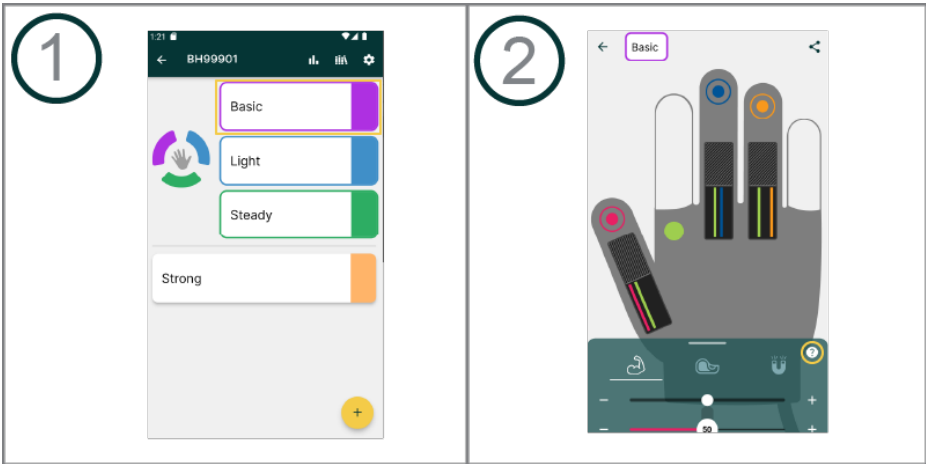 1
1:21
BH99901
Basic
Light
Steady
Strong
+
2
Basic
?
- +
50
- +